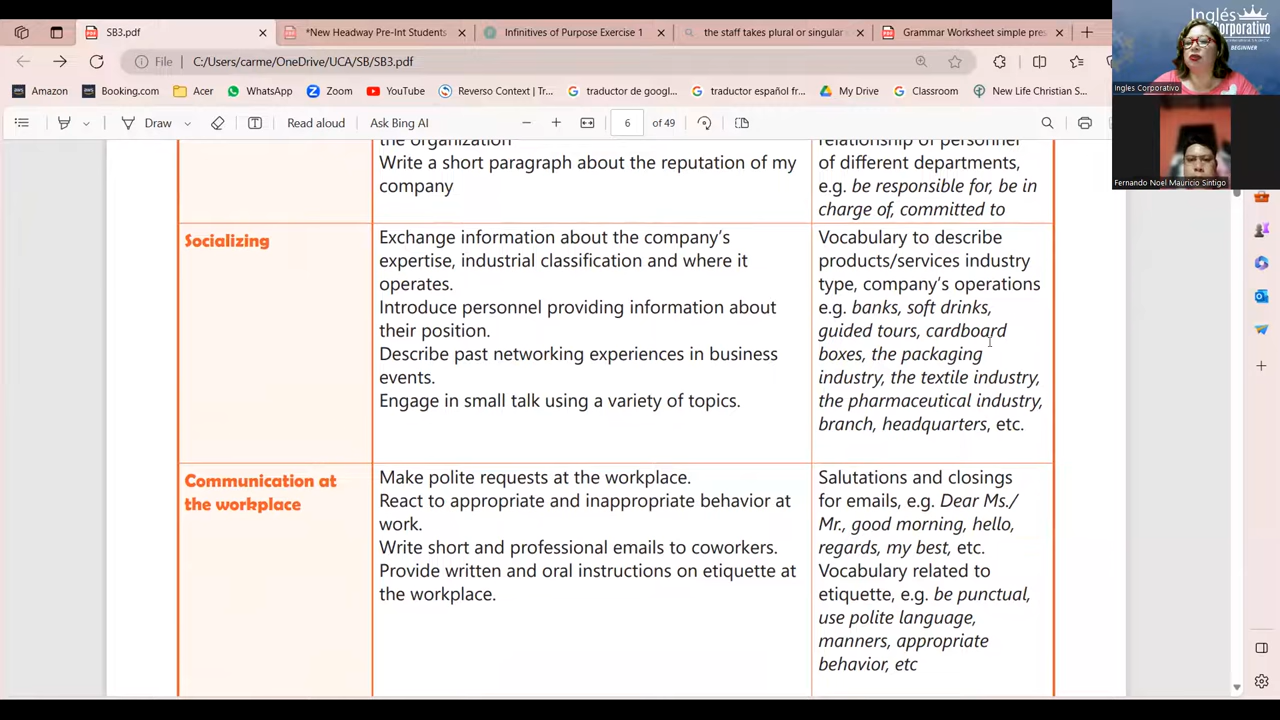 SB3.pdf
*New Headway Pre-Int Students
Infinitives of Purpose Exercise 1
the staff takes plural or singular
Grammar Worksheet simple pres
Inglés
Corporativo
BEGINNER
File
C:/Users/carme/OneDrive/UCA/SB/SB3.pdf
Amazon
Booking.com
Acer
WhatsApp
Zoom
YouTube
Reverso Context | Tr...
traductor de googl...
traductor español fr...
My Drive
Classroom
New Life Christian S...
Ingles Corporativo
Draw
Read aloud
Ask Bing AI
6
of 49
Fernando Noel Mauricio Sintigo
the organization
Write a short paragraph about the reputation of my
company
relationship of personnel
of different departments,
e.g. be responsible for, be in
charge of, committed to
Socializing
Exchange information about the company's
expertise, industrial classification and where it
operates.
Introduce personnel providing information about
their position.
Describe past networking experiences in business
events.
Engage in small talk using a variety of topics.
Vocabulary to describe
products/services industry
type, company's operations
e.g. banks, soft drinks,
guided tours, cardboard
boxes, the packaging
industry, the textile industry,
the pharmaceutical industry,
branch, headquarters, etc.
Communication at
the workplace
Make polite requests at the workplace.
React to appropriate and inappropriate behavior at
work.
Write short and professional emails to coworkers.
Provide written and oral instructions on etiquette at
the workplace.
Salutations and closings
for emails, e.g. Dear Ms./
Mr., good morning, hello,
regards, my best, etc.
Vocabulary related to
etiquette, e.g. be punctual,
use polite language,
manners, appropriate
behavior, etc